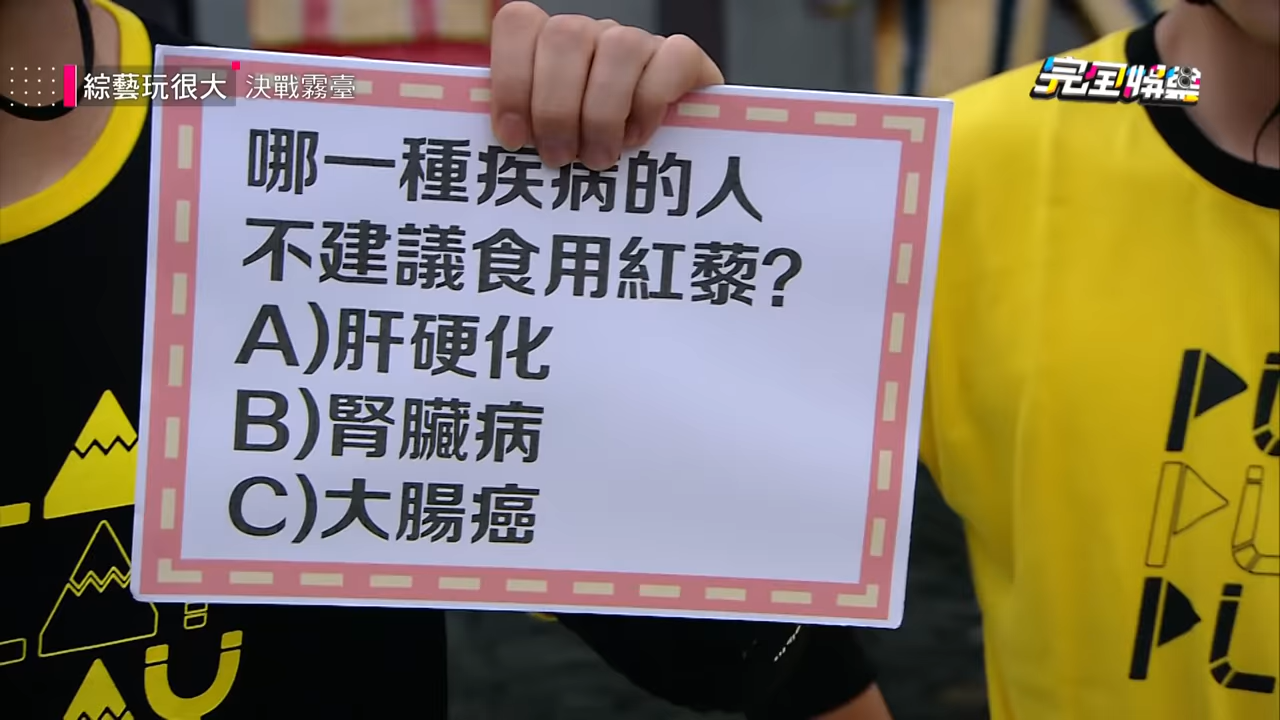 綜藝玩很大 決戰霧臺
完全娛樂
哪一種疾病的人
不建議食用紅藜?
A)肝硬化
B)腎臟病
C)大腸癌